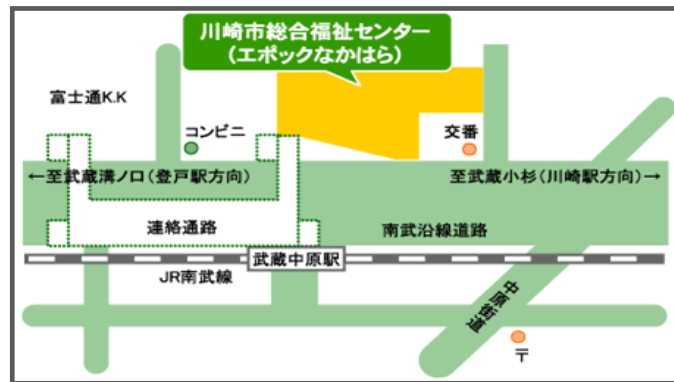 川崎市総合福祉センター
（エポックなかはら）
富士通K.K
コンビニ
交番
←至武蔵溝ノ口（登戸駅方向）
至武蔵小杉（川崎駅方向）→
連絡通路
南武沿線道路
武蔵中原駅
JR南武線
中原街道
〒